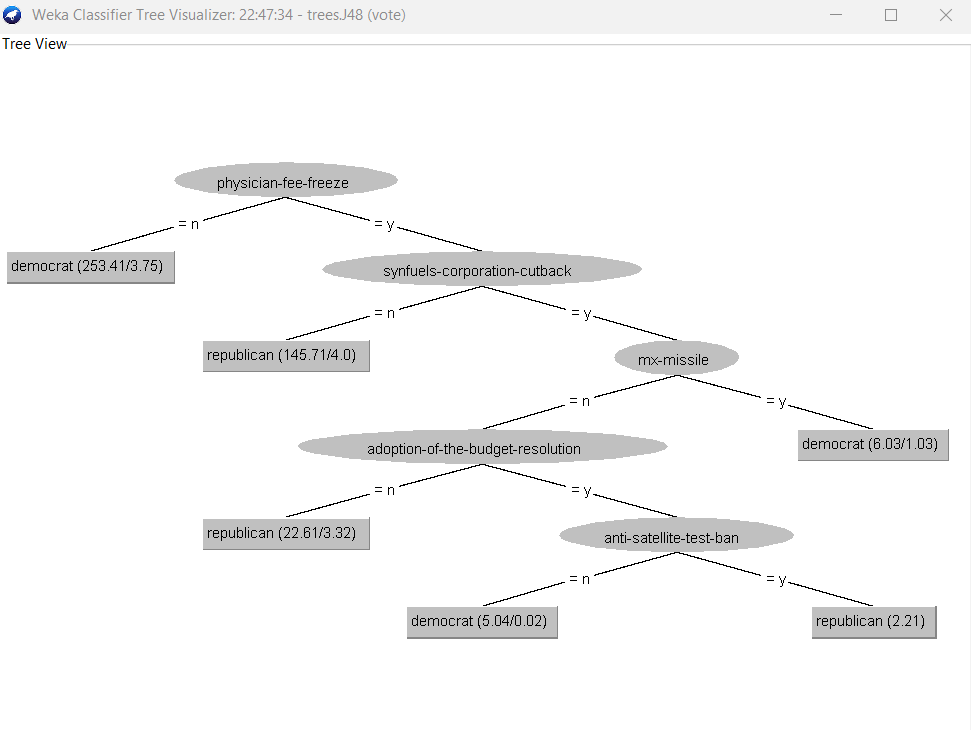 Weka Classifier Tree Visualizer: 22:47:34 - trees.J48 (vote)
Tree View
physician-fee-freeze
= n
= y
democrat (253.41/3.75)
synfuels-corporation-cutback
= n
= y
republican (145.71/4.0)
mx-missile
= n
= y
adoption-of-the-budget-resolution
democrat (6.03/1.03)
= n
= y
republican (22.61/3.32)
anti-satellite-test-ban
= n
= y
democrat (5.04/0.02)
republican (2.21)